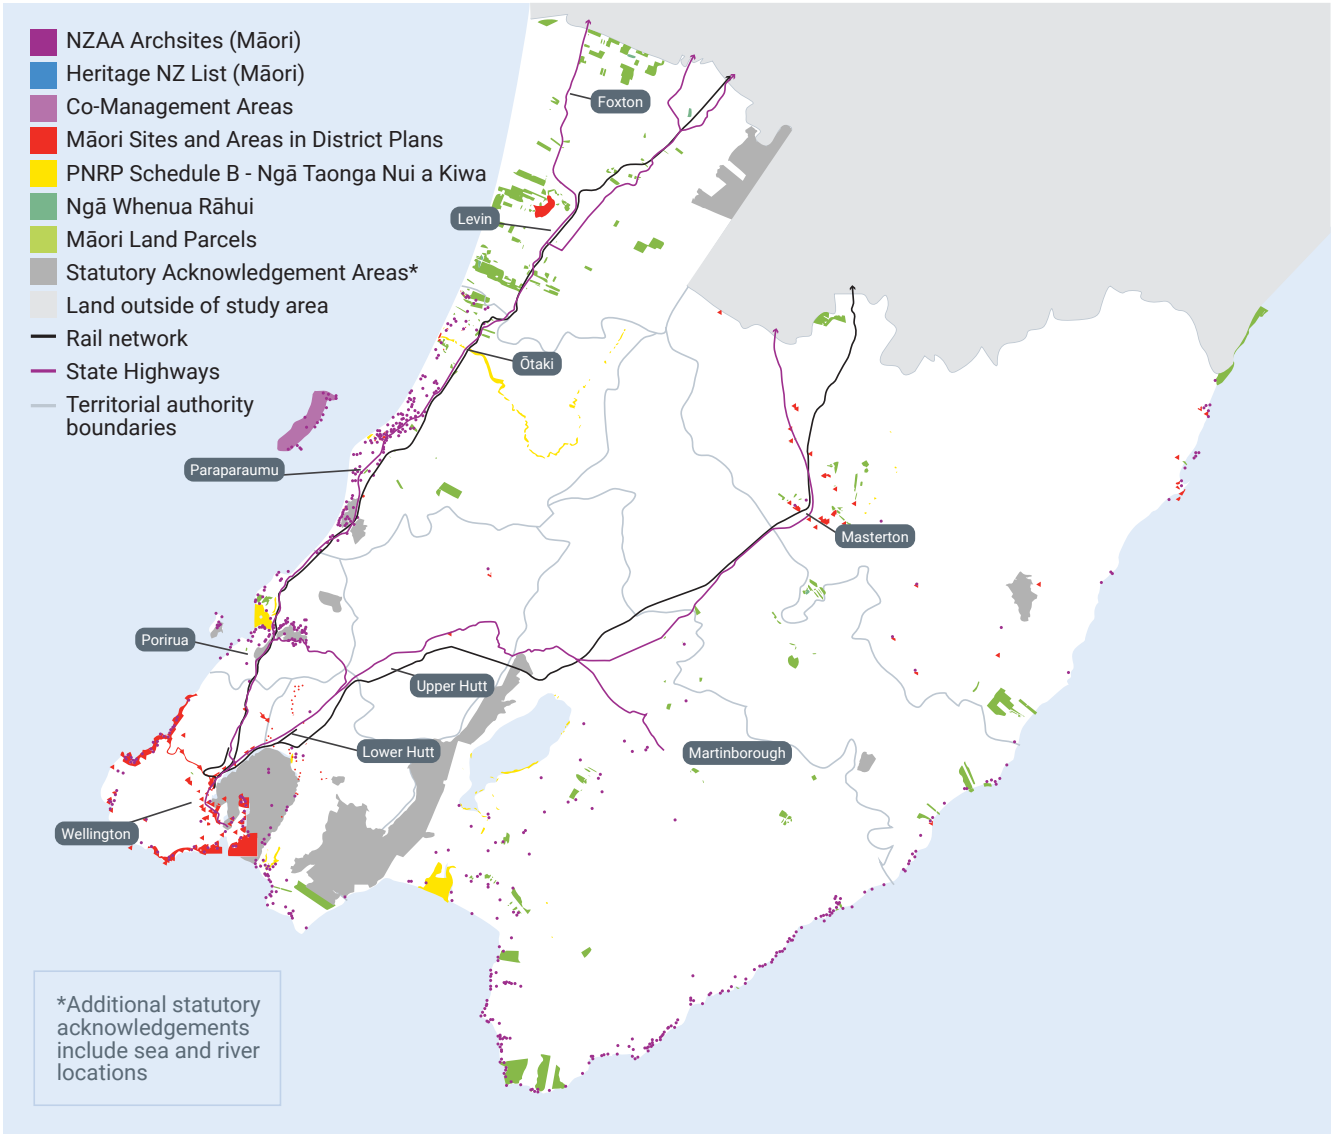 NZAA Archsites (Māori)
Heritage NZ List (Māori)
Co-Management Areas
Māori Sites and Areas in District Plans
PNRP Schedule B - Ngā Taonga Nui a Kiwa
Ngā Whenua Rāhui
Māori Land Parcels
Statutory Acknowledgement Areas*
Land outside of study area
Rail network
State Highways
Territorial authority
boundaries
Foxton
Levin
Ōtaki
Paraparaumu
Masterton
Porirua
Upper Hutt
Lower Hutt
Martinborough
Wellington
*Additional statutory
acknowledgements
include sea and river
locations